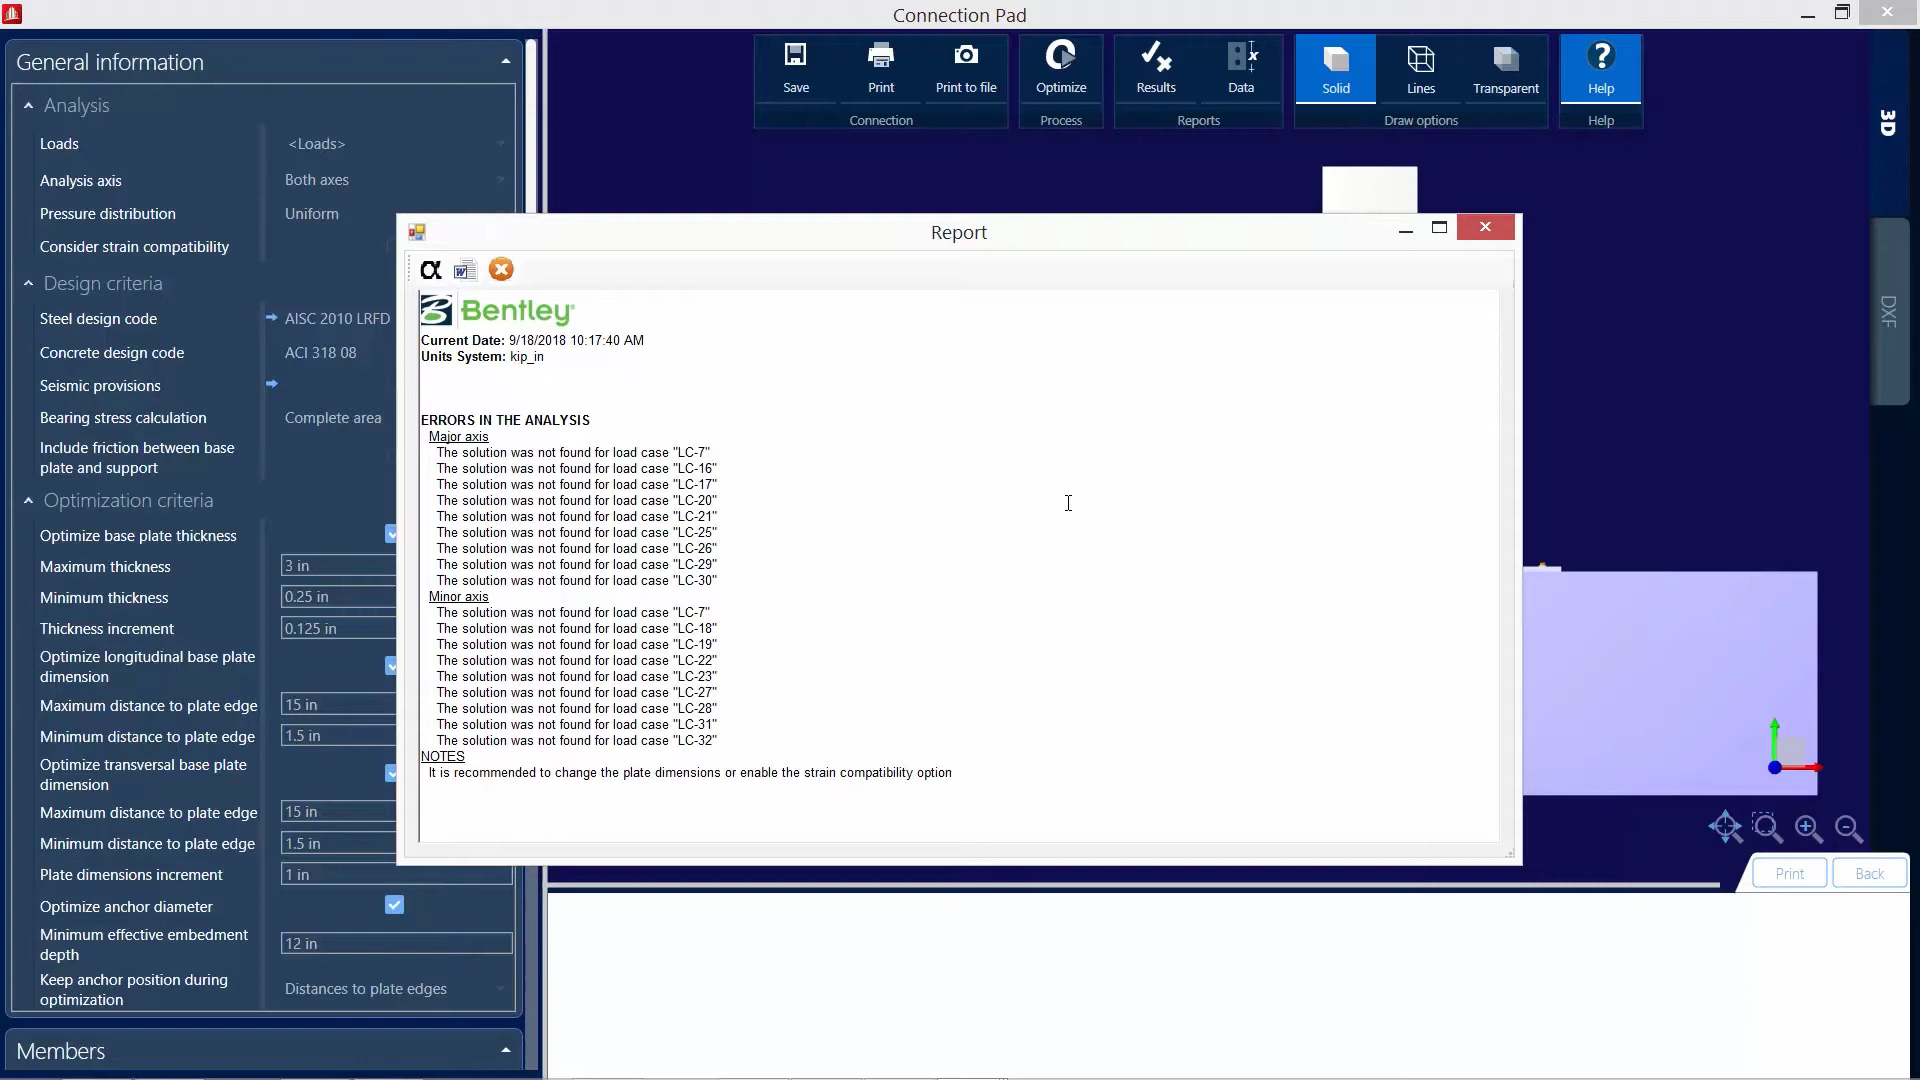 Connection Pad
General information
Analysis
Loads
<Loads>
Analysis axis
Both axes
Pressure distribution
Uniform
Consider strain compatibility
Design criteria
Steel design code
AISC 2010 LRFD
Concrete design code
ACI 318 08
Seismic provisions
Bearing stress calculation
Complete area
Include friction between base
plate and support
Optimization criteria
Optimize base plate thickness
Maximum thickness
3 in
Minimum thickness
0.25 in
Thickness increment
0.125 in
Optimize longitudinal base plate
dimension
Maximum distance to plate edge
15 in
Minimum distance to plate edge
1.5 in
Optimize transversal base plate
dimension
Maximum distance to plate edge
15 in
Minimum distance to plate edge
1.5 in
Plate dimensions increment
1 in
Optimize anchor diameter
Minimum effective embedment
depth
12 in
Keep anchor position during
optimization
Distances to plate edges
Members
Save
Print
Print to file
Connection
Optimize
Process
Results
Data
Reports
Solid
Lines
Transparent
Draw options
?
Help
Help
3D
DXF
Report
α
W
Bentley
Current Date: 9/18/2018 10:17:40 AM
Units System: kip_in
ERRORS IN THE ANALYSIS
Major axis
The solution was not found for load case "LC-7"
The solution was not found for load case "LC-16"
The solution was not found for load case "LC-17"
The solution was not found for load case "LC-20"
The solution was not found for load case "LC-21"
The solution was not found for load case "LC-25"
The solution was not found for load case "LC-26"
The solution was not found for load case "LC-29"
The solution was not found for load case "LC-30"
Minor axis
The solution was not found for load case "LC-7"
The solution was not found for load case "LC-18"
The solution was not found for load case "LC-19"
The solution was not found for load case "LC-22"
The solution was not found for load case "LC-23"
The solution was not found for load case "LC-27"
The solution was not found for load case "LC-28"
The solution was not found for load case "LC-31"
The solution was not found for load case "LC-32"
NOTES
It is recommended to change the plate dimensions or enable the strain compatibility option
Print
Back